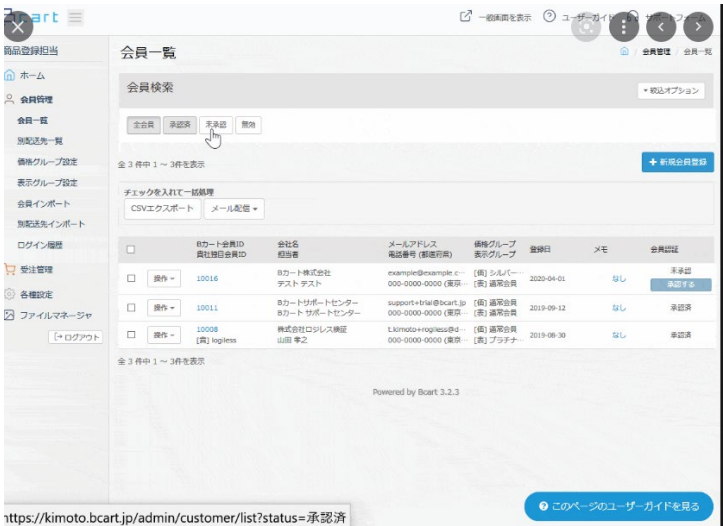 Bcart
一般画面を表示
ユーザーガイド
サポートフォーム
商品登録担当
会員一覧
会員管理 / 会員一覧
ホーム
会員管理
会員一覧
別配送先一覧
価格グループ設定
表示グループ設定
会員インポート
別配送先インポート
ログイン履歴
受注管理
各種設定
ファイルマネージャ
ログアウト
会員検索
絞込オプション
全会員 承認済 未承認 無効
全 3 件中 1 ~ 3件を表示
+ 新規会員登録
チェックを入れて一括処理
CSVエクスポート メール配信
Bカート会員ID 会社名 メールアドレス 価格グループ 登録日 メモ 会員認証
貴社独自会員ID 担当者 電話番号 (都道府県) 表示グループ
操作 10016 Bカート株式会社 example@example.c… [価] シルバー… 2020-04-01 なし 未承認
テスト テスト 000-0000-0000 (東京… [表] 通常会員 承認する
操作 10011 Bカートサポートセンター support+trial@bcart.jp [価] 通常会員 2019-09-12 なし 承認済
Bカート サポートセンター 000-0000-0000 (東京… [表] 通常会員
操作 10008 株式会社ロジレス検証 t.kimoto+rogiless@d… [価] 通常会員 2019-08-30 なし 承認済
[貴] logiless 山田 孝之 000-0000-0000 (東京… [表] プラチナ…
全 3 件中 1 ~ 3件を表示
Powered by Bcart 3.2.3
このページのユーザーガイドを見る
https://kimoto.bcart.jp/admin/customer/list?status=承認済